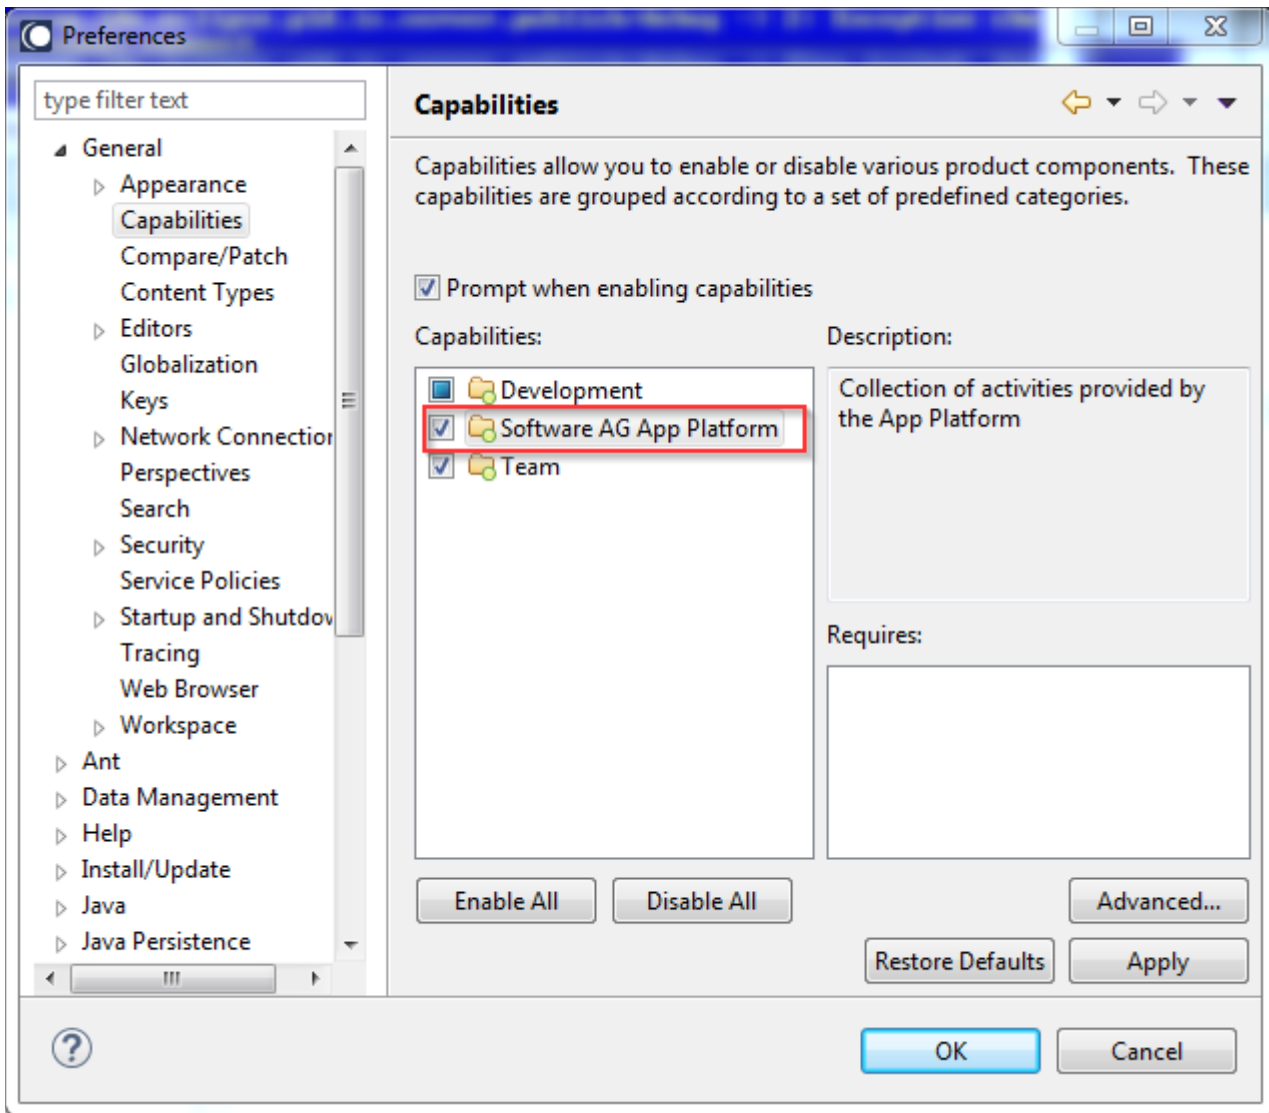 Preferences
type filter text
General
Appearance
Capabilities
Compare/Patch
Content Types
Editors
Globalization
Keys
Network Connection
Perspectives
Search
Security
Service Policies
Startup and Shutdow
Tracing
Web Browser
Workspace
Ant
Data Management
Help
Install/Update
Java
Java Persistence
Capabilities
Capabilities allow you to enable or disable various product components. These
capabilities are grouped according to a set of predefined categories.
Prompt when enabling capabilities
Capabilities:
Development
Software AG App Platform
Team
Description:
Collection of activities provided by
the App Platform
Requires:
Enable All
Disable All
Advanced...
Restore Defaults
Apply
OK
Cancel